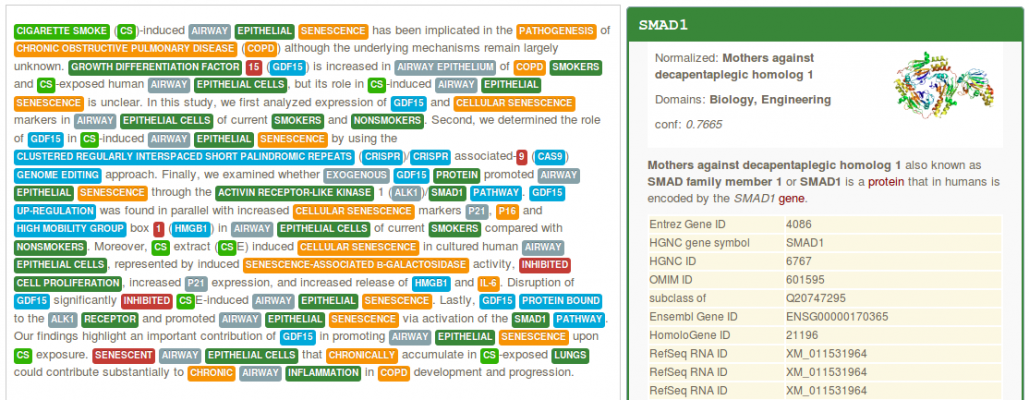 CIGARETTE SMOKE (CS)-induced AIRWAY EPITHELIAL SENESCENCE has been implicated in the PATHOGENESIS of
CHRONIC OBSTRUCTIVE PULMONARY DISEASE (COPD) although the underlying mechanisms remain largely
unknown. GROWTH DIFFERENTIATION FACTOR 15 (GDF15) is increased in AIRWAY EPITHELIUM of COPD SMOKERS
and CS-exposed human AIRWAY EPITHELIAL CELLS, but its role in CS-induced AIRWAY EPITHELIAL
SENESCENCE is unclear. In this study, we first analyzed expression of GDF15 and CELLULAR SENESCENCE
markers in AIRWAY EPITHELIAL CELLS of current SMOKERS and NONSMOKERS. Second, we determined the role
of GDF15 in CS-induced AIRWAY EPITHELIAL SENESCENCE by using the
CLUSTERED REGULARLY INTERSPACED SHORT PALINDROMIC REPEATS (CRISPR)/CRISPR associated-9 (CAS9)
GENOME EDITING approach. Finally, we examined whether EXOGENOUS GDF15 PROTEIN promoted AIRWAY
EPITHELIAL SENESCENCE through the ACTIVIN RECEPTOR-LIKE KINASE 1 (ALK1)/SMAD1 PATHWAY. GDF15
UP-REGULATION was found in parallel with increased CELLULAR SENESCENCE markers P21, P16 and
HIGH MOBILITY GROUP box 1 (HMGB1) in AIRWAY EPITHELIAL CELLS of current SMOKERS compared with
NONSMOKERS. Moreover, CS extract (CSE) induced CELLULAR SENESCENCE in cultured human AIRWAY
EPITHELIAL CELLS, represented by induced SENESCENCE-ASSOCIATED Β-GALACTOSIDASE activity, INHIBITED
CELL PROLIFERATION, increased P21 expression, and increased release of HMGB1 and IL-6. Disruption of
GDF15 significantly INHIBITED CSE-induced AIRWAY EPITHELIAL SENESCENCE. Lastly, GDF15 PROTEIN BOUND
to the ALK1 RECEPTOR and promoted AIRWAY EPITHELIAL SENESCENCE via activation of the SMAD1 PATHWAY.
Our findings highlight an important contribution of GDF15 in promoting AIRWAY EPITHELIAL SENESCENCE upon
CS exposure. SENESCENT AIRWAY EPITHELIAL CELLS that CHRONICALLY accumulate in CS-exposed LUNGS
could contribute substantially to CHRONIC AIRWAY INFLAMMATION in COPD development and progression.
SMAD1
Normalized: Mothers against
decapentaplegic homolog 1
Domains: Biology, Engineering
conf: 0.7665
Mothers against decapentaplegic homolog 1 also known as
SMAD family member 1 or SMAD1 is a protein that in humans is
encoded by the SMAD1 gene.
Entrez Gene ID 4086
HGNC gene symbol SMAD1
HGNC ID 6767
OMIM ID 601595
subclass of Q20747295
Ensembl Gene ID ENSG00000170365
HomoloGene ID 21196
RefSeq RNA ID XM_011531964
RefSeq RNA ID XM_011531964
RefSeq RNA ID XM_011531964